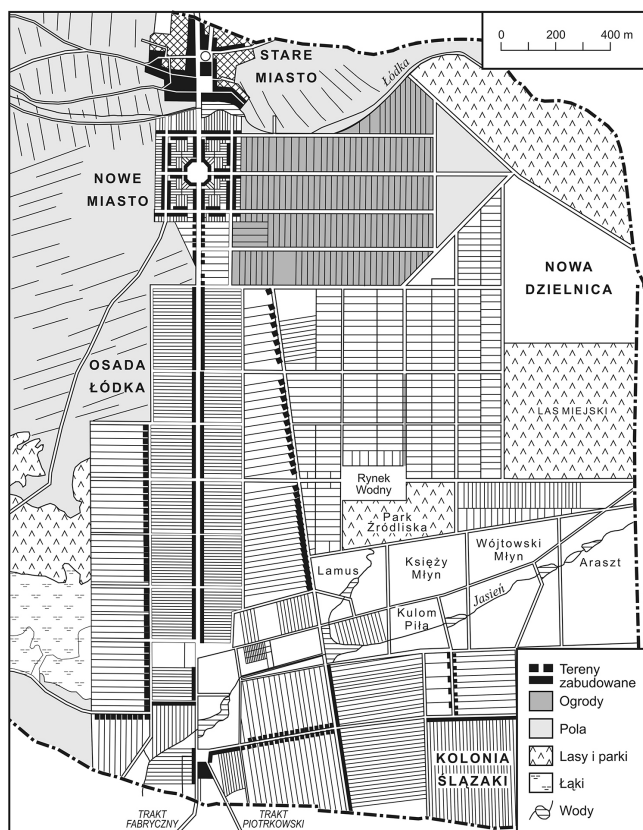 0 200 400 m
STARE
MIASTO
Łódka
NOWE
MIASTO
NOWA
DZIELNICA
OSADA
ŁÓDKA
LAS MIEJSKI
Rynek
Wodny
Park
Źródliska
Lamus
Księży
Młyn
Wójtowski
Młyn
Araszt
Kulom
Piła
Jasień
KOLONIA
ŚLĄZAKI
TRAKT
FABRYCZNY
TRAKT
PIOTRKOWSKI
Tereny
zabudowane
Ogrody
Pola
Lasy i parki
Łąki
Wody